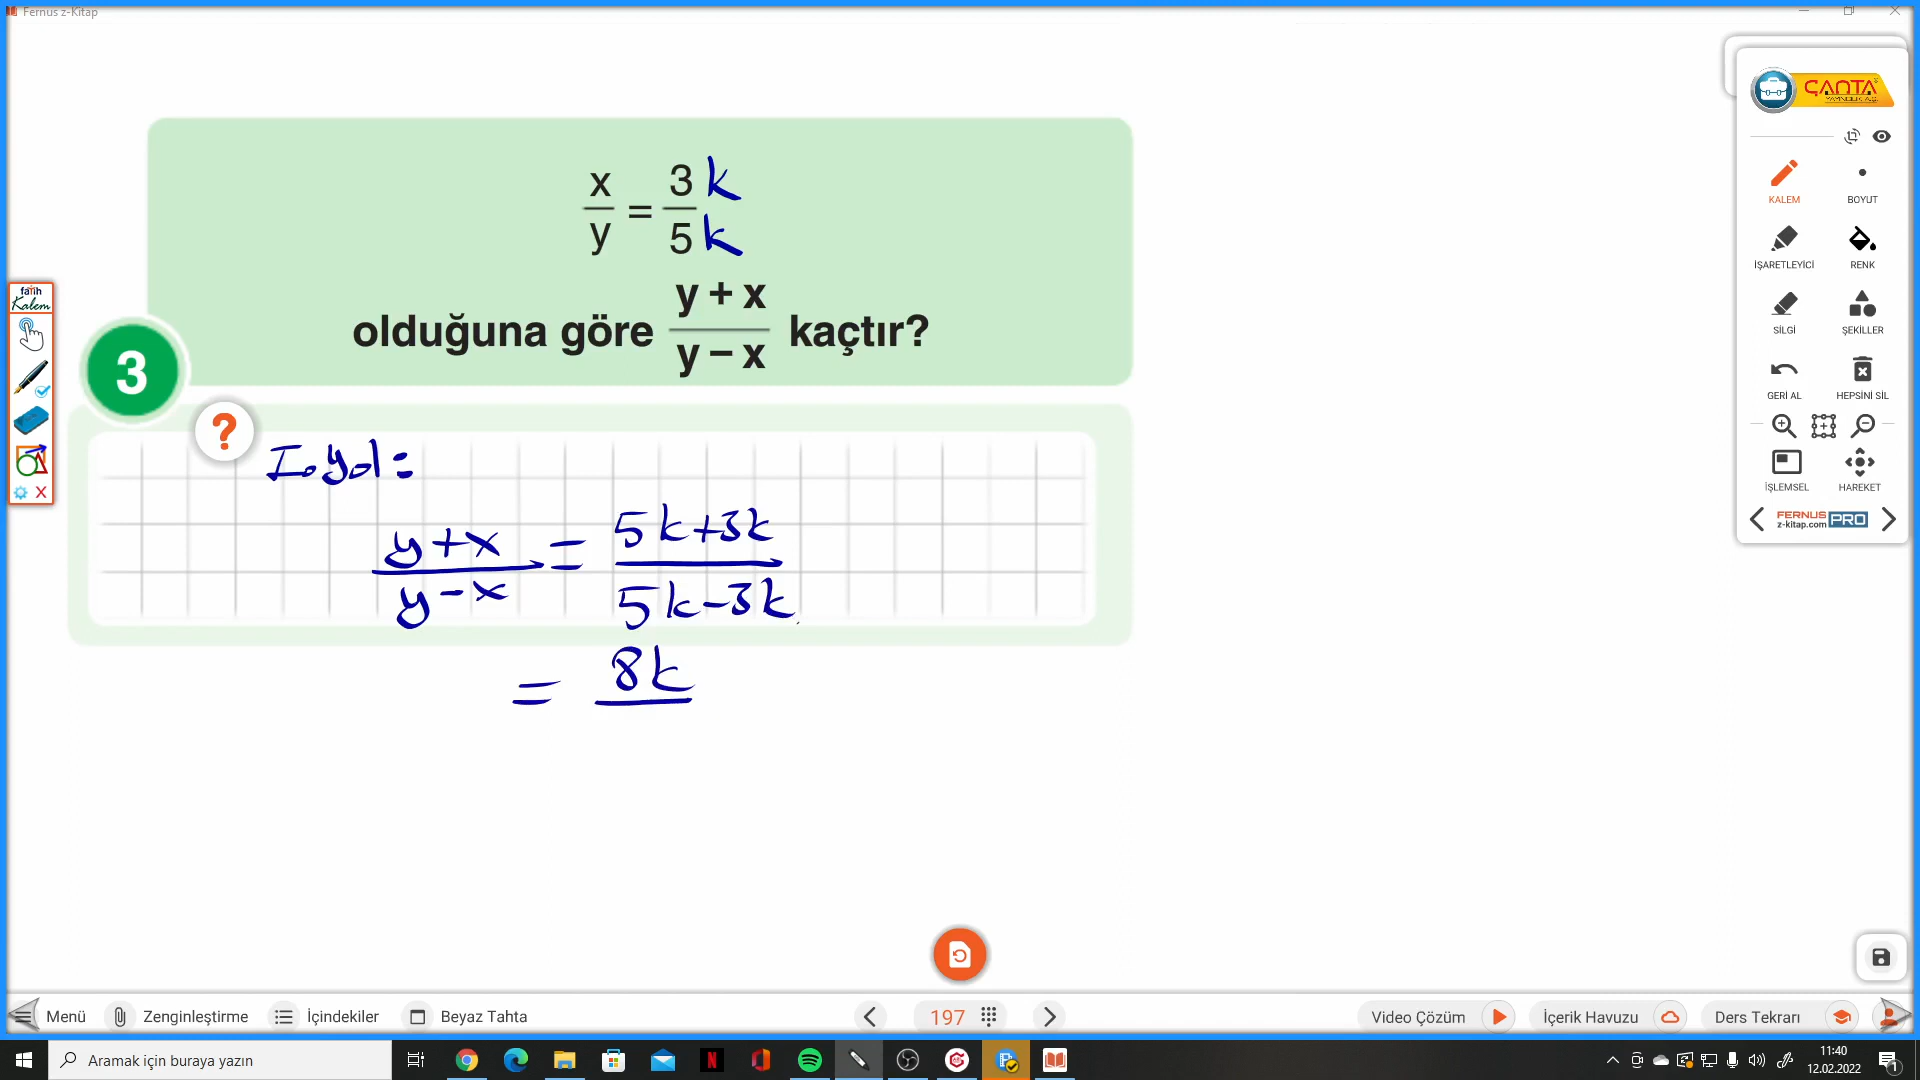 Fernus z-Kitap
x/y = 3k/5k
olduğuna göre y + x / y − x kaçtır?
3
?
I. yol:
y+x / y−x = 5k+3k / 5k−3k
= 8k
fatih
Kalem
ÇANTA
YAYINCILIK A.Ş.
KALEM BOYUT
İŞARETLEYİCİ RENK
SİLGİ ŞEKİLLER
GERİ AL HEPSİNİ SİL
İŞLEMSEL HAREKET
FERNUS
z-kitap.com PRO
Menü Zenginleştirme İçindekiler Beyaz Tahta 197 Video Çözüm İçerik Havuzu Ders Tekrarı
Aramak için buraya yazın
11:40
12.02.2022
1